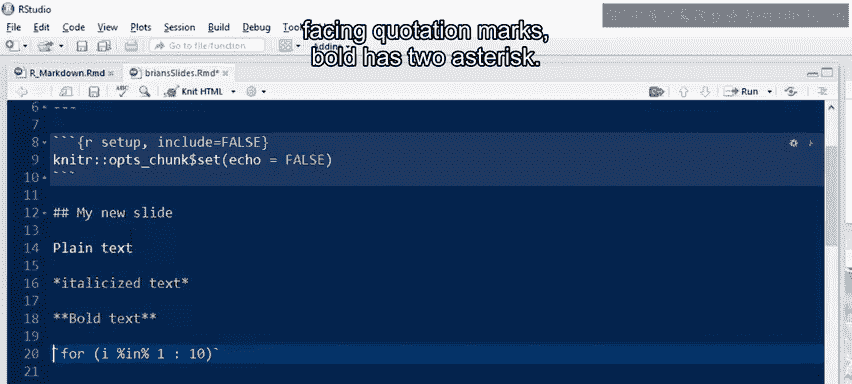 RStudio
File Edit Code View Plots Session Build Debug Tools
facing quotation marks,
bold has two asterisk.
Go to file/function
Addins
R_Markdown.Rmd × briansSlides.Rmd* ×
ABC Knit HTML Run
6 ---
7
8 ```{r setup, include=FALSE}
9 knitr::opts_chunk$set(echo = FALSE)
10 ```
11
12 ## My new slide
13
14 Plain text
15
16 *italicized text*
17
18 **Bold text**
19
20 `for (i %in% 1 : 10)`
21